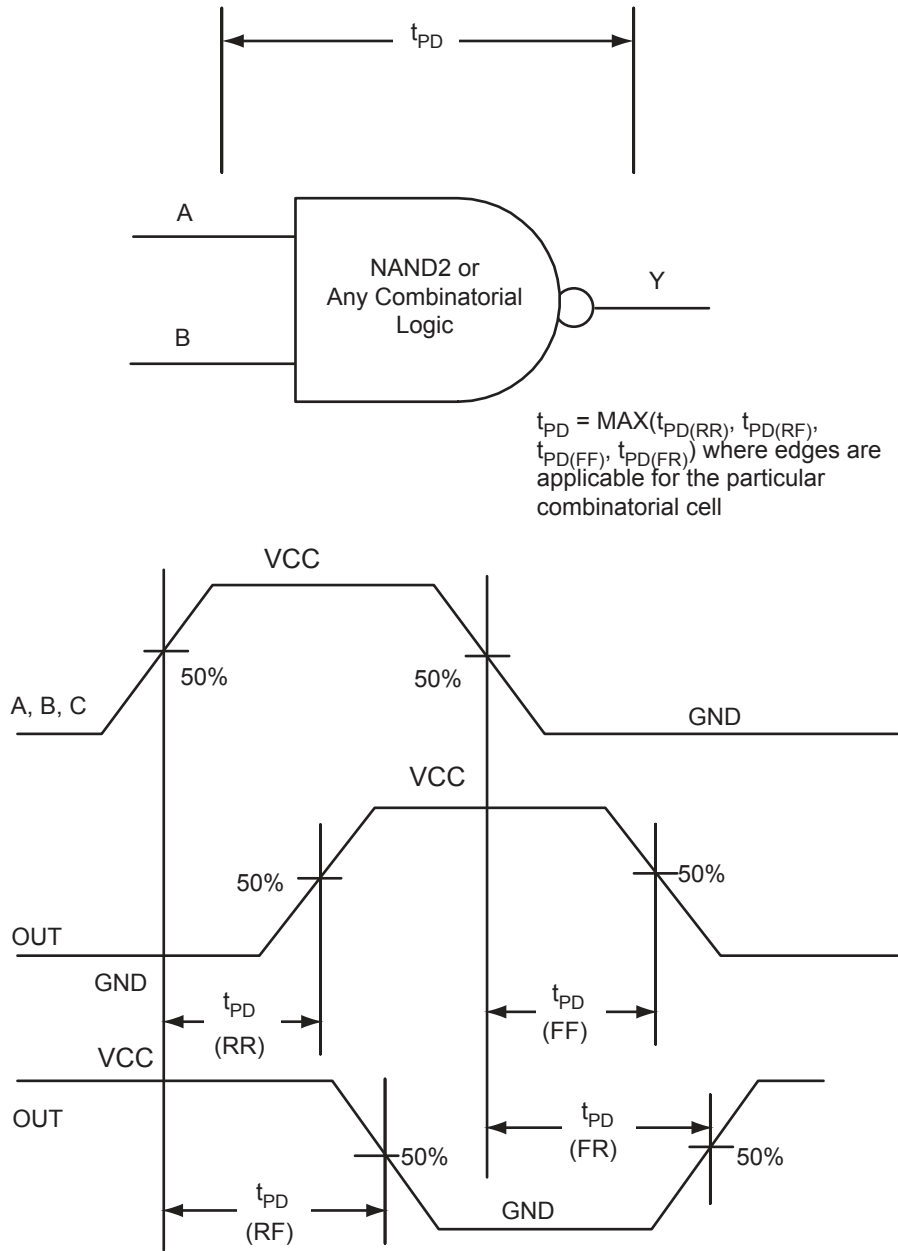 tPD
A
NAND2 or
Any Combinatorial
Logic
Y
B
tPD = MAX(tPD(RR), tPD(RF),
tPD(FF), tPD(FR)) where edges are
applicable for the particular
combinatorial cell
VCC
50%
50%
A, B, C
GND
VCC
50%
50%
OUT
GND
tPD
(RR)
tPD
(FF)
VCC
OUT
tPD
(FR)
50%
50%
tPD
(RF)
GND